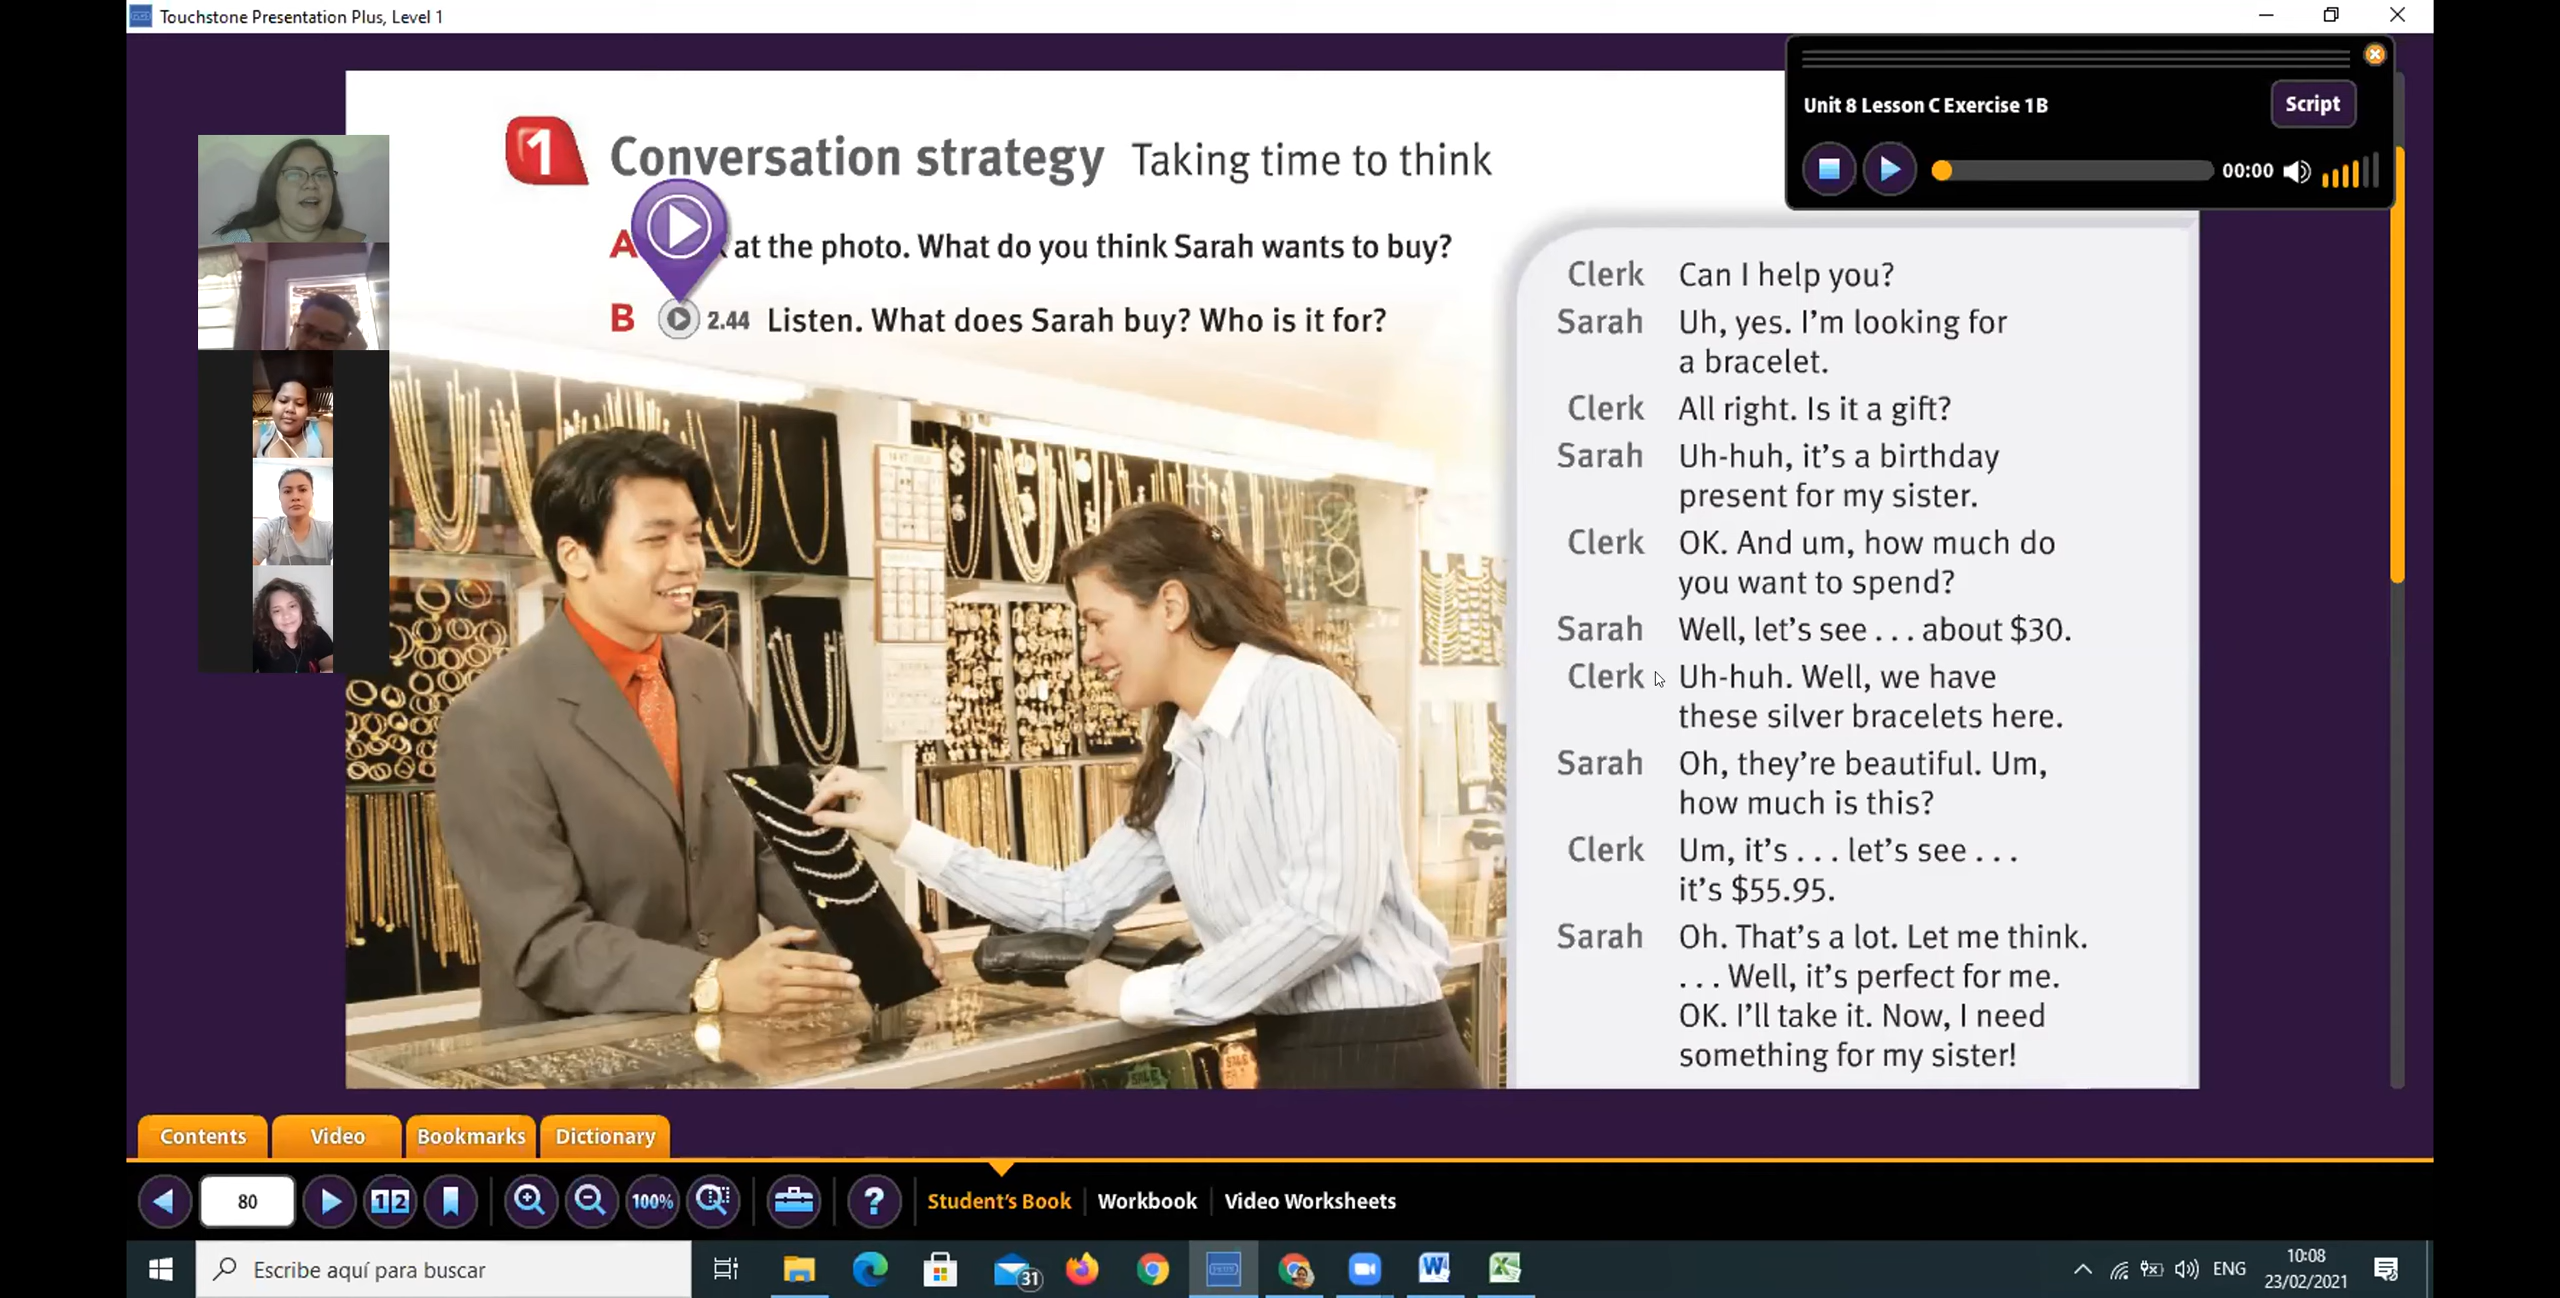 Touchstone Presentation Plus, Level 1
Unit 8 Lesson C Exercise 1B
Script
00:00
1 Conversation strategy Taking time to think
A at the photo. What do you think Sarah wants to buy?
B 2.44 Listen. What does Sarah buy? Who is it for?
Clerk Can I help you?
Sarah Uh, yes. I'm looking for
a bracelet.
Clerk All right. Is it a gift?
Sarah Uh-huh, it's a birthday
present for my sister.
Clerk OK. And um, how much do
you want to spend?
Sarah Well, let's see . . . about $30.
Clerk Uh-huh. Well, we have
these silver bracelets here.
Sarah Oh, they're beautiful. Um,
how much is this?
Clerk Um, it's . . . let's see . . .
it's $55.95.
Sarah Oh. That's a lot. Let me think.
. . . Well, it's perfect for me.
OK. I'll take it. Now, I need
something for my sister!
Contents Video Bookmarks Dictionary
80 12 100% ? Student's Book Workbook Video Worksheets
Escribe aquí para buscar
31
ENG
10:08
23/02/2021